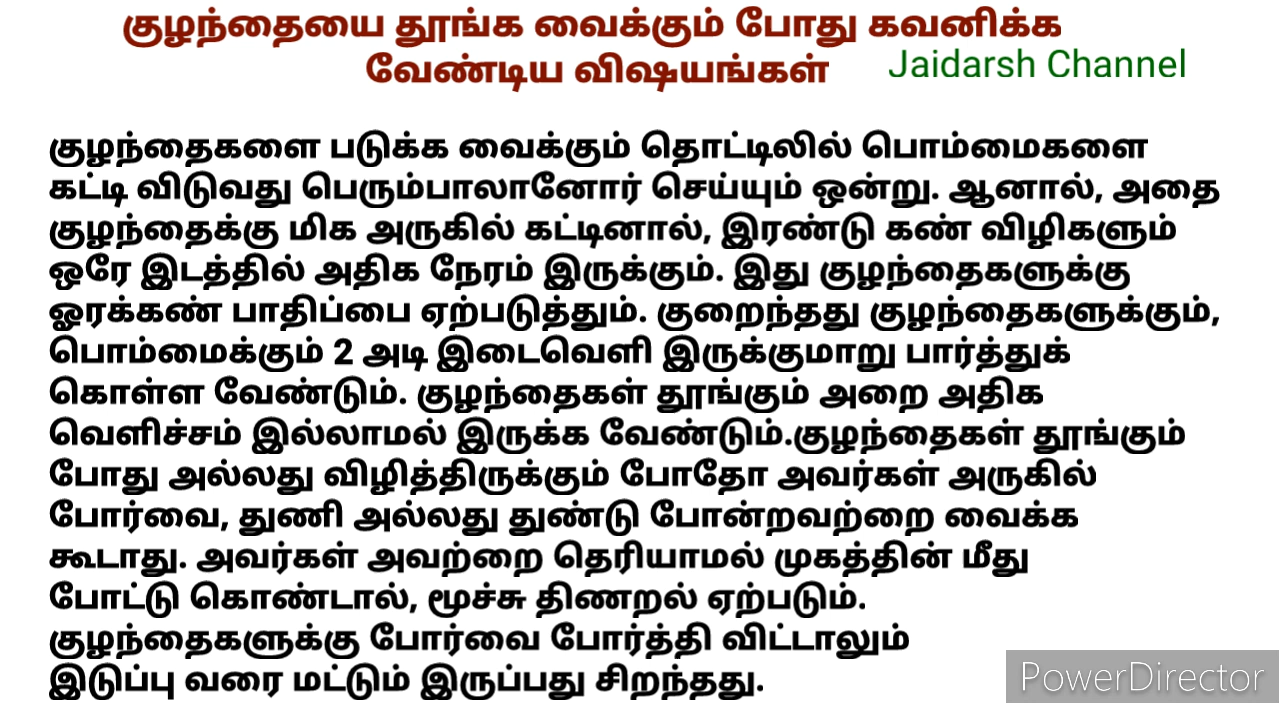 குழந்தையை தூங்க வைக்கும் போது கவனிக்க
வேண்டிய விஷயங்கள்
Jaidarsh Channel
குழந்தைகளை படுக்க வைக்கும் தொட்டிலில் பொம்மைகளை
கட்டி விடுவது பெரும்பாலானோர் செய்யும் ஒன்று. ஆனால், அதை
குழந்தைக்கு மிக அருகில் கட்டினால், இரண்டு கண் விழிகளும்
ஒரே இடத்தில் அதிக நேரம் இருக்கும். இது குழந்தைகளுக்கு
ஓரக்கண் பாதிப்பை ஏற்படுத்தும். குறைந்தது குழந்தைகளுக்கும்,
பொம்மைக்கும் 2 அடி இடைவெளி இருக்குமாறு பார்த்துக்
கொள்ள வேண்டும். குழந்தைகள் தூங்கும் அறை அதிக
வெளிச்சம் இல்லாமல் இருக்க வேண்டும்.குழந்தைகள் தூங்கும்
போது அல்லது விழித்திருக்கும் போதோ அவர்கள் அருகில்
போர்வை, துணி அல்லது துண்டு போன்றவற்றை வைக்க
கூடாது. அவர்கள் அவற்றை தெரியாமல் முகத்தின் மீது
போட்டு கொண்டால், மூச்சு திணறல் ஏற்படும்.
குழந்தைகளுக்கு போர்வை போர்த்தி விட்டாலும்
இடுப்பு வரை மட்டும் இருப்பது சிறந்தது.
PowerDirector